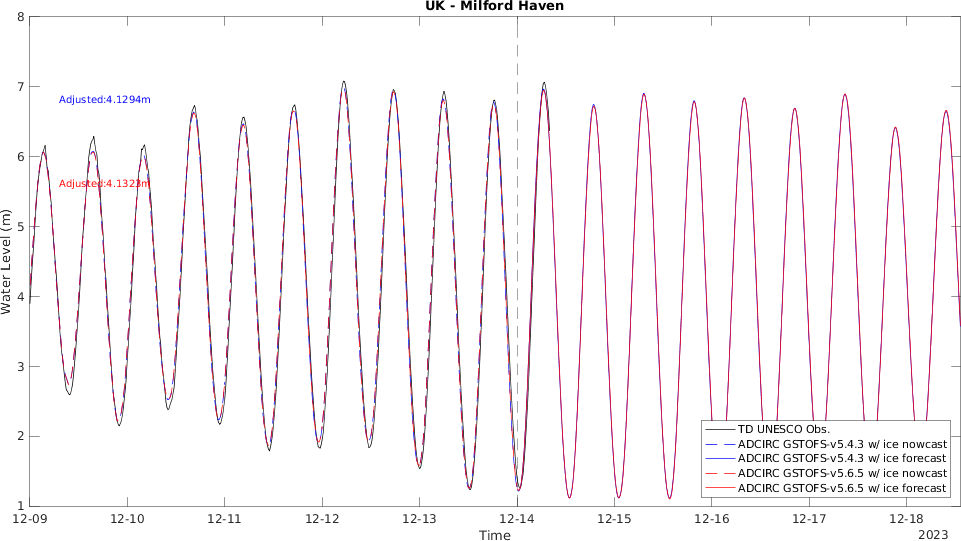 UK - Milford Haven
8
7
6
5
4
3
2
1
Water Level (m)
Adjusted:4.1294m
Adjusted:4.1323m
TD UNESCO Obs.
ADCIRC GSTOFS-v5.4.3 w/ ice nowcast
ADCIRC GSTOFS-v5.4.3 w/ ice forecast
ADCIRC GSTOFS-v5.6.5 w/ ice nowcast
ADCIRC GSTOFS-v5.6.5 w/ ice forecast
12-09 12-10 12-11 12-12 12-13 12-14 12-15 12-16 12-17 12-18
Time
2023